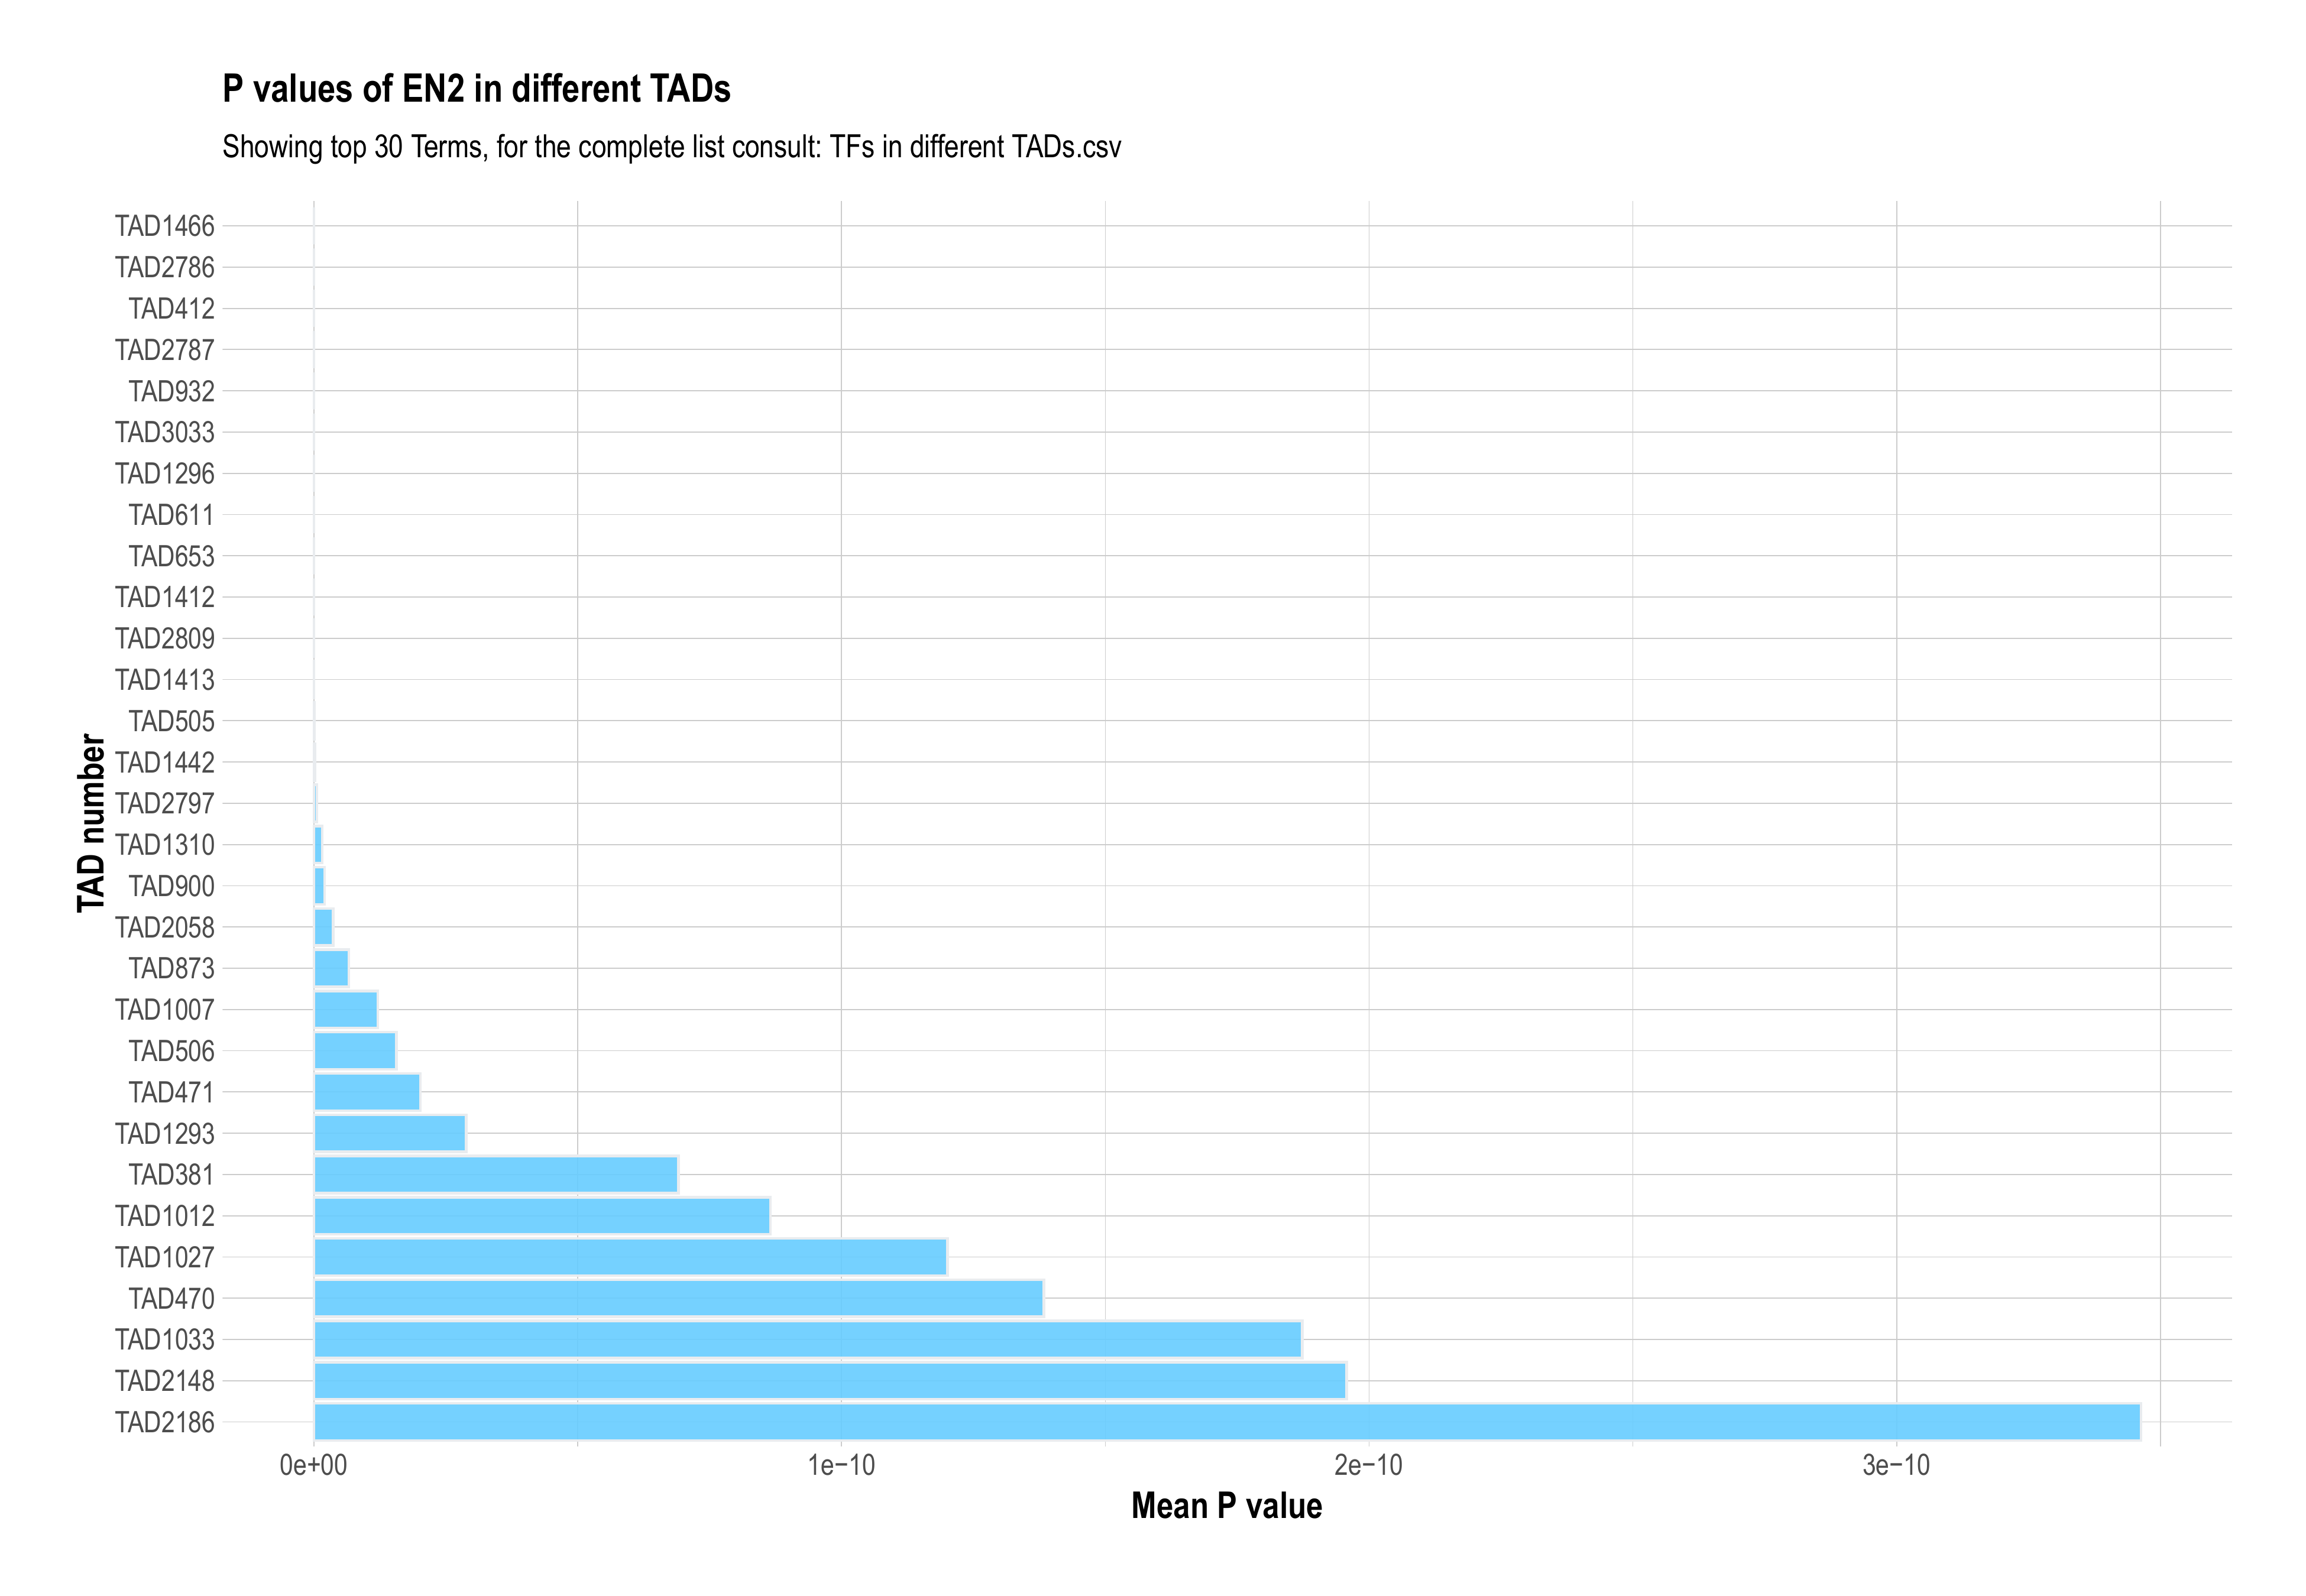 P values of EN2 in different TADs
Showing top 30 Terms, for the complete list consult: TFs in different TADs.csv
TAD number
TAD1466
TAD2786
TAD412
TAD2787
TAD932
TAD3033
TAD1296
TAD611
TAD653
TAD1412
TAD2809
TAD1413
TAD505
TAD1442
TAD2797
TAD1310
TAD900
TAD2058
TAD873
TAD1007
TAD506
TAD471
TAD1293
TAD381
TAD1012
TAD1027
TAD470
TAD1033
TAD2148
TAD2186
0e+00 1e−10 2e−10 3e−10
Mean P value